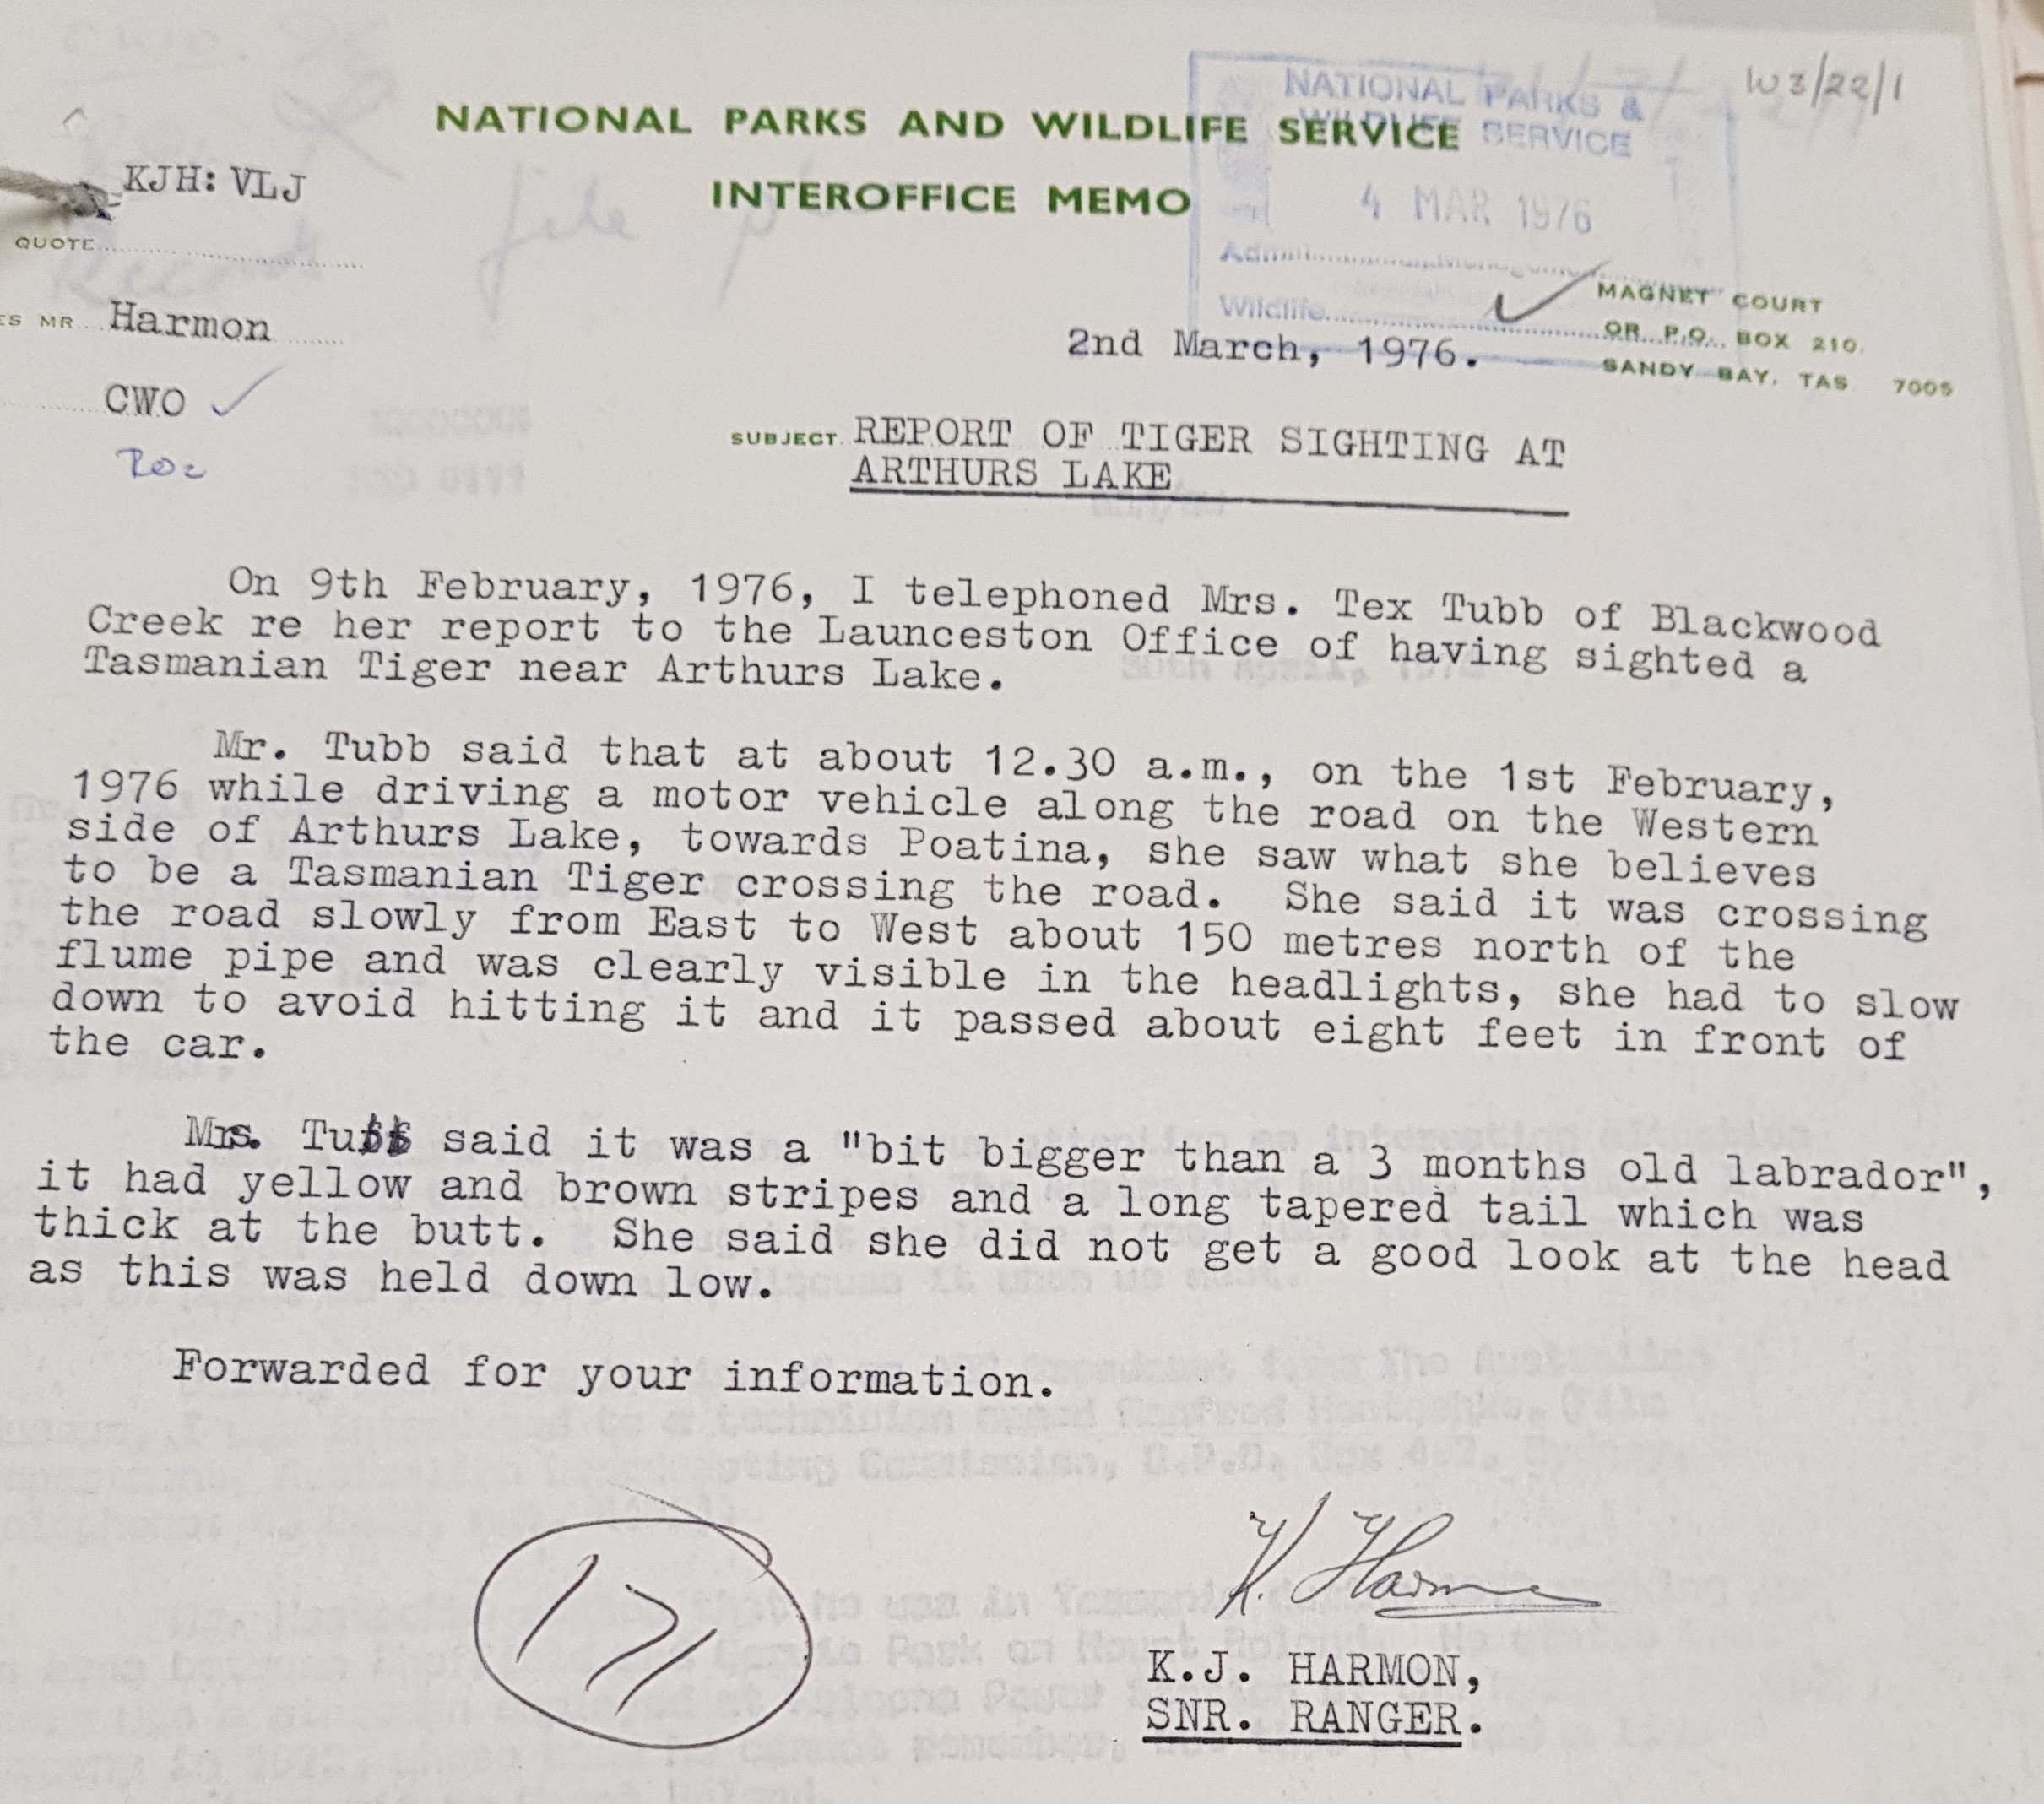 W3/22/1
NATIONAL PARKS &
WILDLIFE SERVICE
NATIONAL PARKS AND WILDLIFE SERVICE
KJH: VLJ
INTEROFFICE MEMO
4 MAR 1976
file
QUOTE
Admin
Wildlife
MAGNET COURT
OR P.O. BOX 210.
SANDY BAY, TAS 7005
ES MR Harmon
2nd March, 1976.
CWO
SUBJECT REPORT OF TIGER SIGHTING AT
ARTHURS LAKE
On 9th February, 1976, I telephoned Mrs. Tex Tubb of Blackwood
Creek re her report to the Launceston Office of having sighted a
Tasmanian Tiger near Arthurs Lake.
Mr. Tubb said that at about 12.30 a.m., on the 1st February,
1976 while driving a motor vehicle along the road on the Western
side of Arthurs Lake, towards Poatina, she saw what she believes
to be a Tasmanian Tiger crossing the road. She said it was crossing
the road slowly from East to West about 150 metres north of the
flume pipe and was clearly visible in the headlights, she had to slow
down to avoid hitting it and it passed about eight feet in front of
the car.
Mrs. Tubb said it was a "bit bigger than a 3 months old labrador",
it had yellow and brown stripes and a long tapered tail which was
thick at the butt. She said she did not get a good look at the head
as this was held down low.
Forwarded for your information.
K. Harmon
K.J. HARMON,
SNR. RANGER.